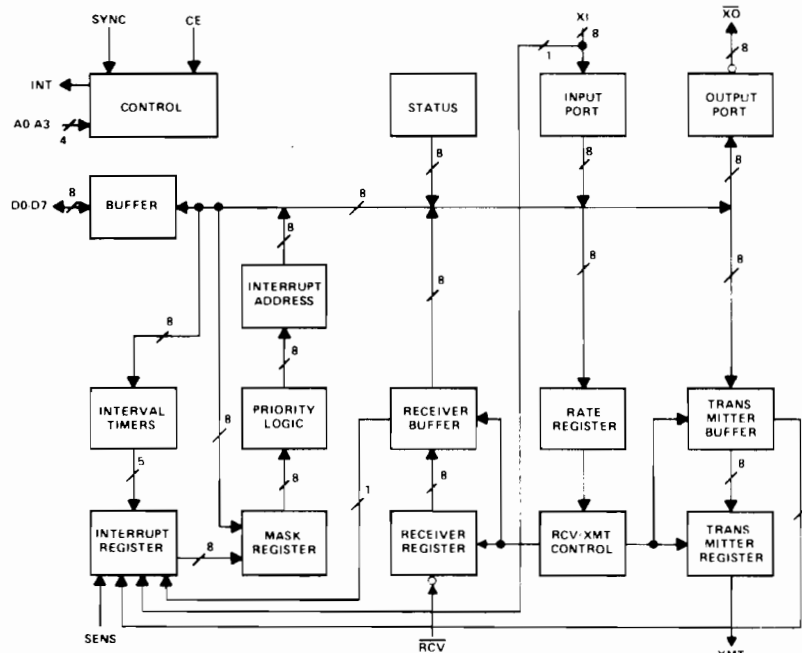 SYNC
CE
XI
XO
8
8
1
INT
CONTROL
STATUS
INPUT
PORT
OUTPUT
PORT
A0 A3
4
8
8
8
D0-D7
8
BUFFER
8
8
INTERRUPT
ADDRESS
8
8
8
8
8
INTERVAL
TIMERS
PRIORITY
LOGIC
RECEIVER
BUFFER
RATE
REGISTER
TRANS
MITTER
BUFFER
8
5
8
1
8
8
INTERRUPT
REGISTER
8
MASK
REGISTER
RECEIVER
REGISTER
RCV-XMT
CONTROL
TRANS
MITTER
REGISTER
SENS
RCV
XMT